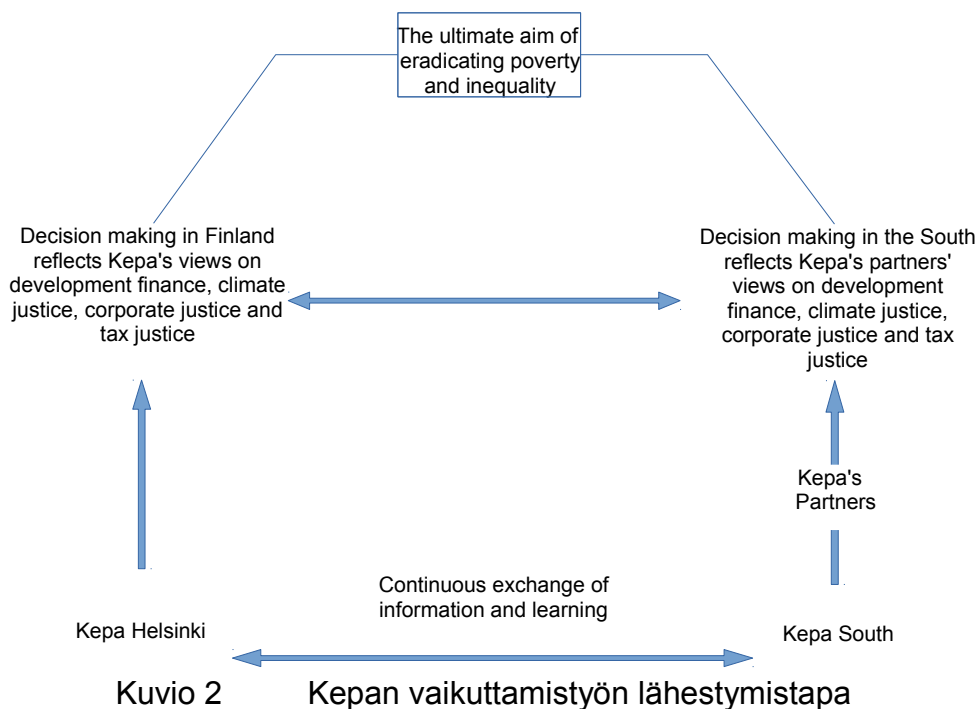 The ultimate aim of
eradicating poverty
and inequality
Decision making in Finland
reflects Kepa's views on
development finance, climate
justice, corporate justice and
tax justice
Decision making in the South
reflects Kepa's partners'
views on development
finance, climate justice,
corporate justice and tax
justice
Kepa's
Partners
Continuous exchange of
information and learning
Kepa Helsinki
Kepa South
Kuvio 2 Kepan vaikuttamistyön lähestymistapa